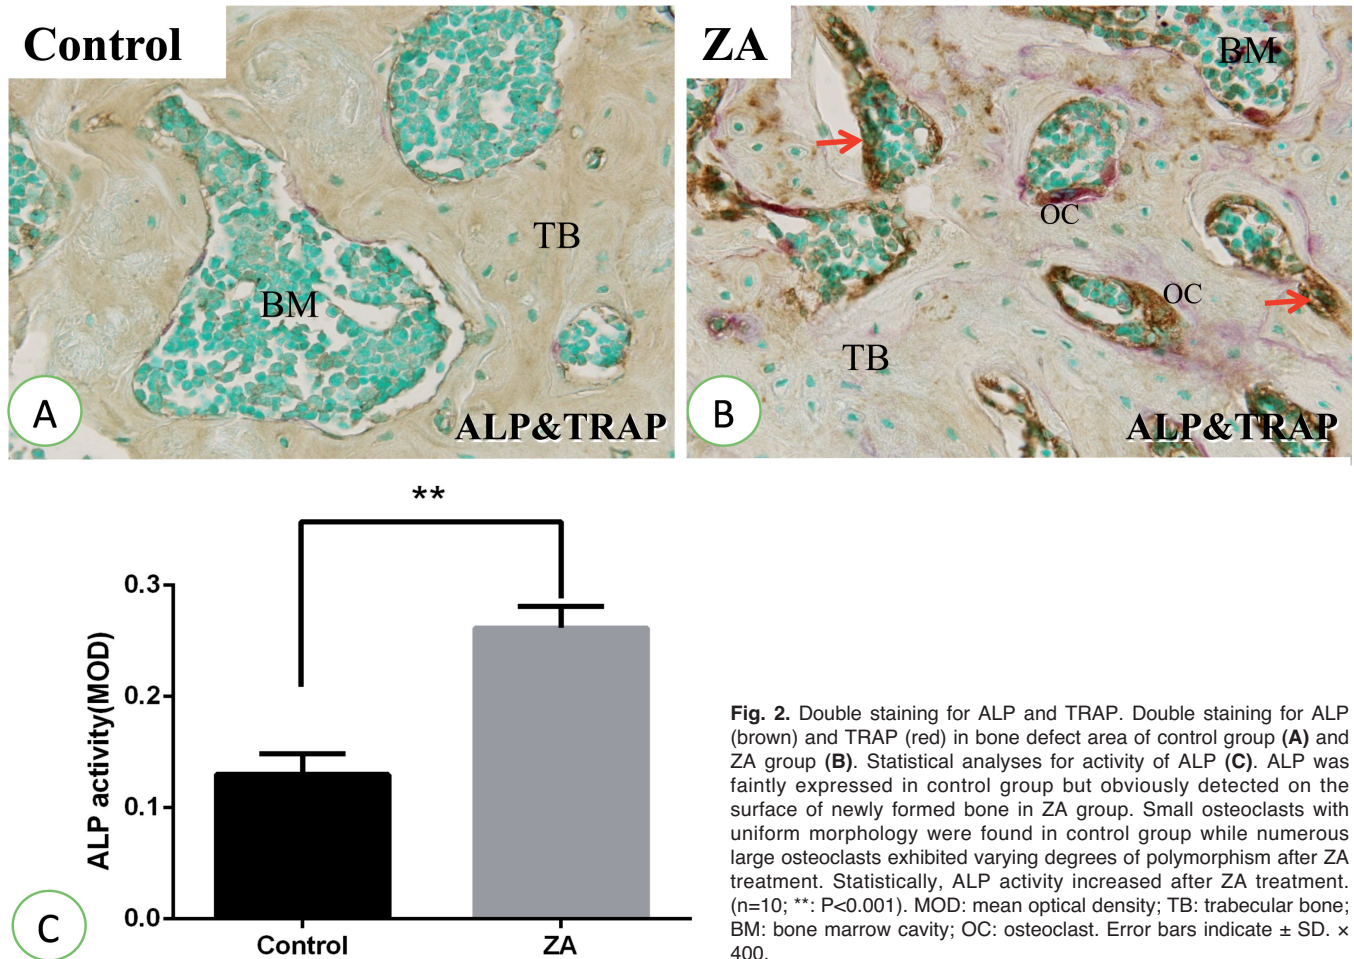 Control
ZA
BM
TB
BM
OC
OC
TB
A
ALP&TRAP
B
ALP&TRAP
**
0.3
0.2
0.1
0.0
ALP activity(MOD)
Control
ZA
C
Fig. 2. Double staining for ALP and TRAP. Double staining for ALP
(brown) and TRAP (red) in bone defect area of control group (A) and
ZA group (B). Statistical analyses for activity of ALP (C). ALP was
faintly expressed in control group but obviously detected on the
surface of newly formed bone in ZA group. Small osteoclasts with
uniform morphology were found in control group while numerous
large osteoclasts exhibited varying degrees of polymorphism after ZA
treatment. Statistically, ALP activity increased after ZA treatment.
(n=10; **: P<0.001). MOD: mean optical density; TB: trabecular bone;
BM: bone marrow cavity; OC: osteoclast. Error bars indicate ± SD. ×
400.